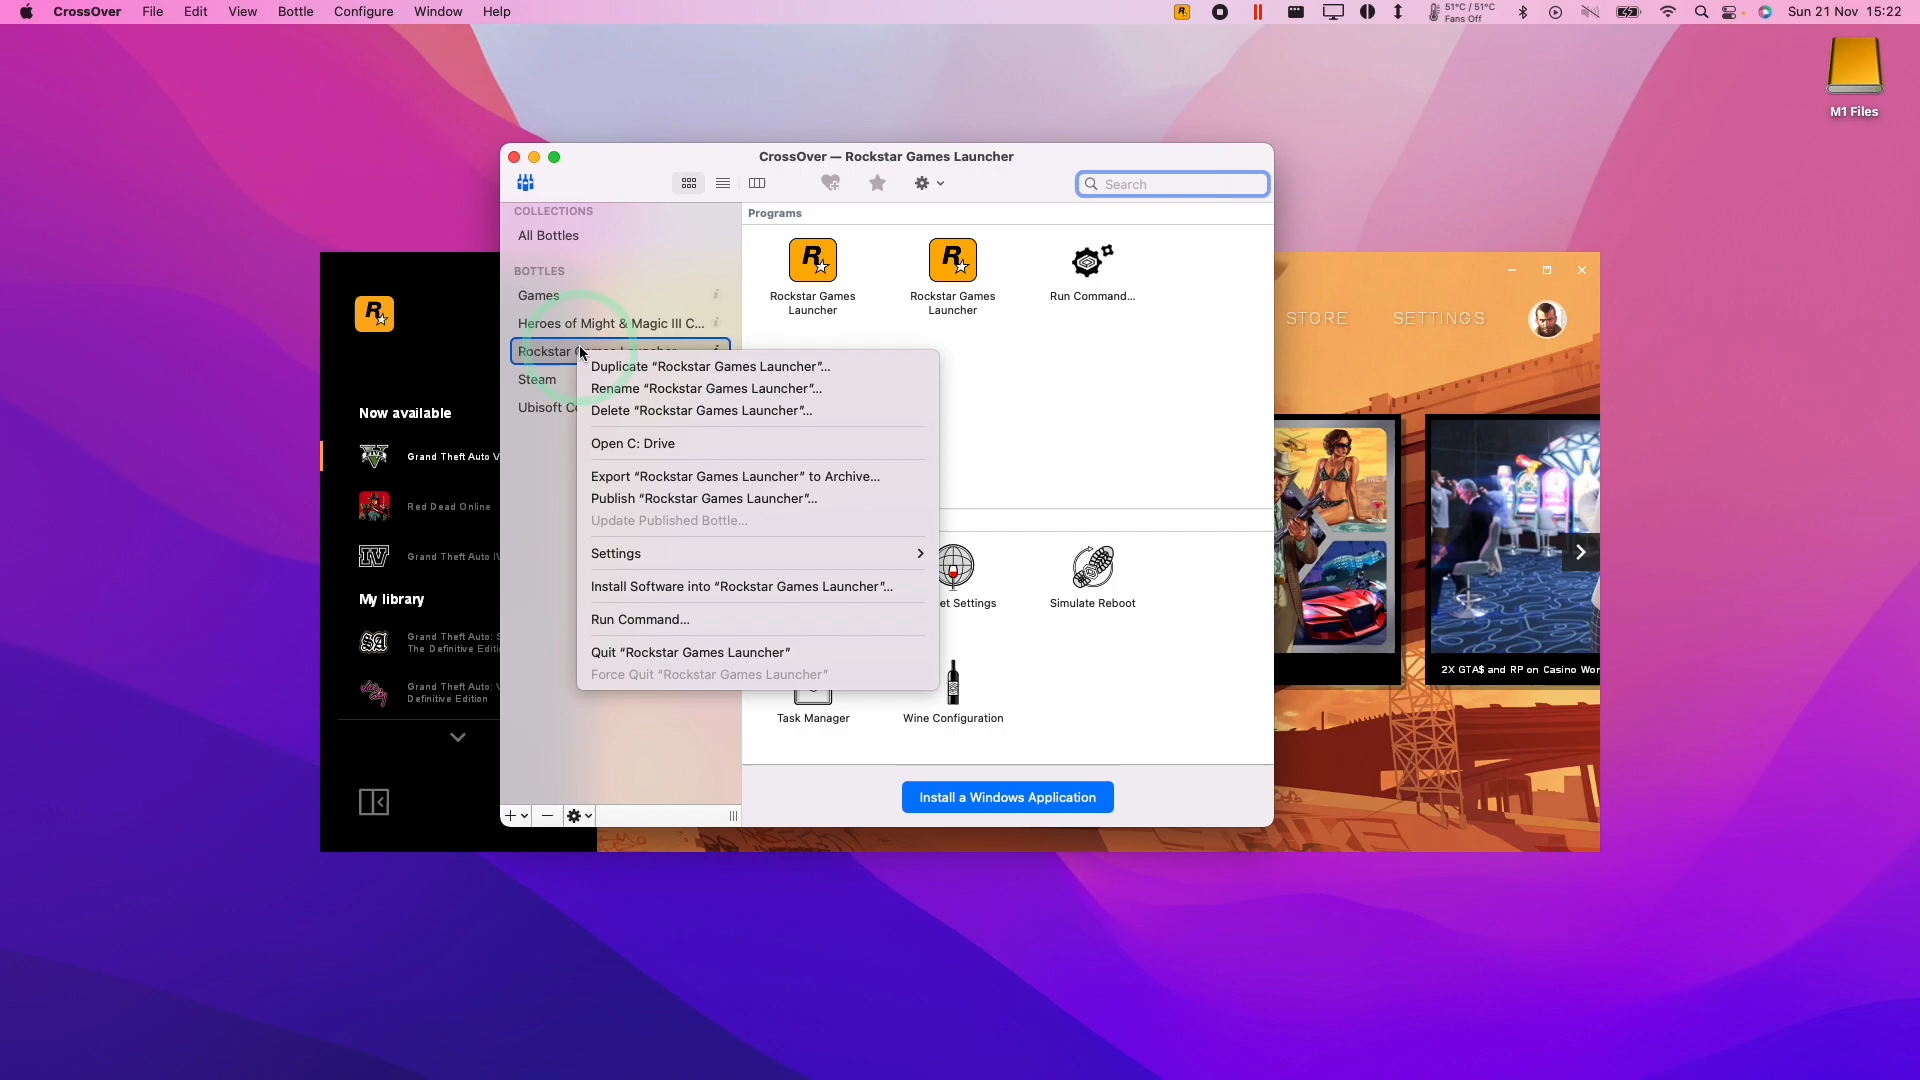 CrossOver File Edit View Bottle Configure Window Help
51°C / 51°C
Fans Off
Sun 21 Nov 15:22
M1 Files
CrossOver — Rockstar Games Launcher
Search
COLLECTIONS
All Bottles
BOTTLES
Games
Heroes of Might & Magic III C...
Rockstar Games Launcher
Steam
Ubisoft
Programs
Rockstar Games
Launcher
Rockstar Games
Launcher
Run Command...
Duplicate “Rockstar Games Launcher”...
Rename “Rockstar Games Launcher”...
Delete “Rockstar Games Launcher”...
Open C: Drive
Export “Rockstar Games Launcher” to Archive...
Publish “Rockstar Games Launcher”...
Update Published Bottle...
Settings
Install Software into “Rockstar Games Launcher”...
Run Command...
Quit “Rockstar Games Launcher”
Force Quit “Rockstar Games Launcher”
et Settings
Simulate Reboot
Task Manager
Wine Configuration
Install a Windows Application
R
Now available
Grand Theft Auto V
Red Dead Online
Grand Theft Auto IV
My library
Grand Theft Auto: S
The Definitive Editi
Grand Theft Auto: V
Definitive Edition
STORE
SETTINGS
2X GTA$ and RP on Casino Wor